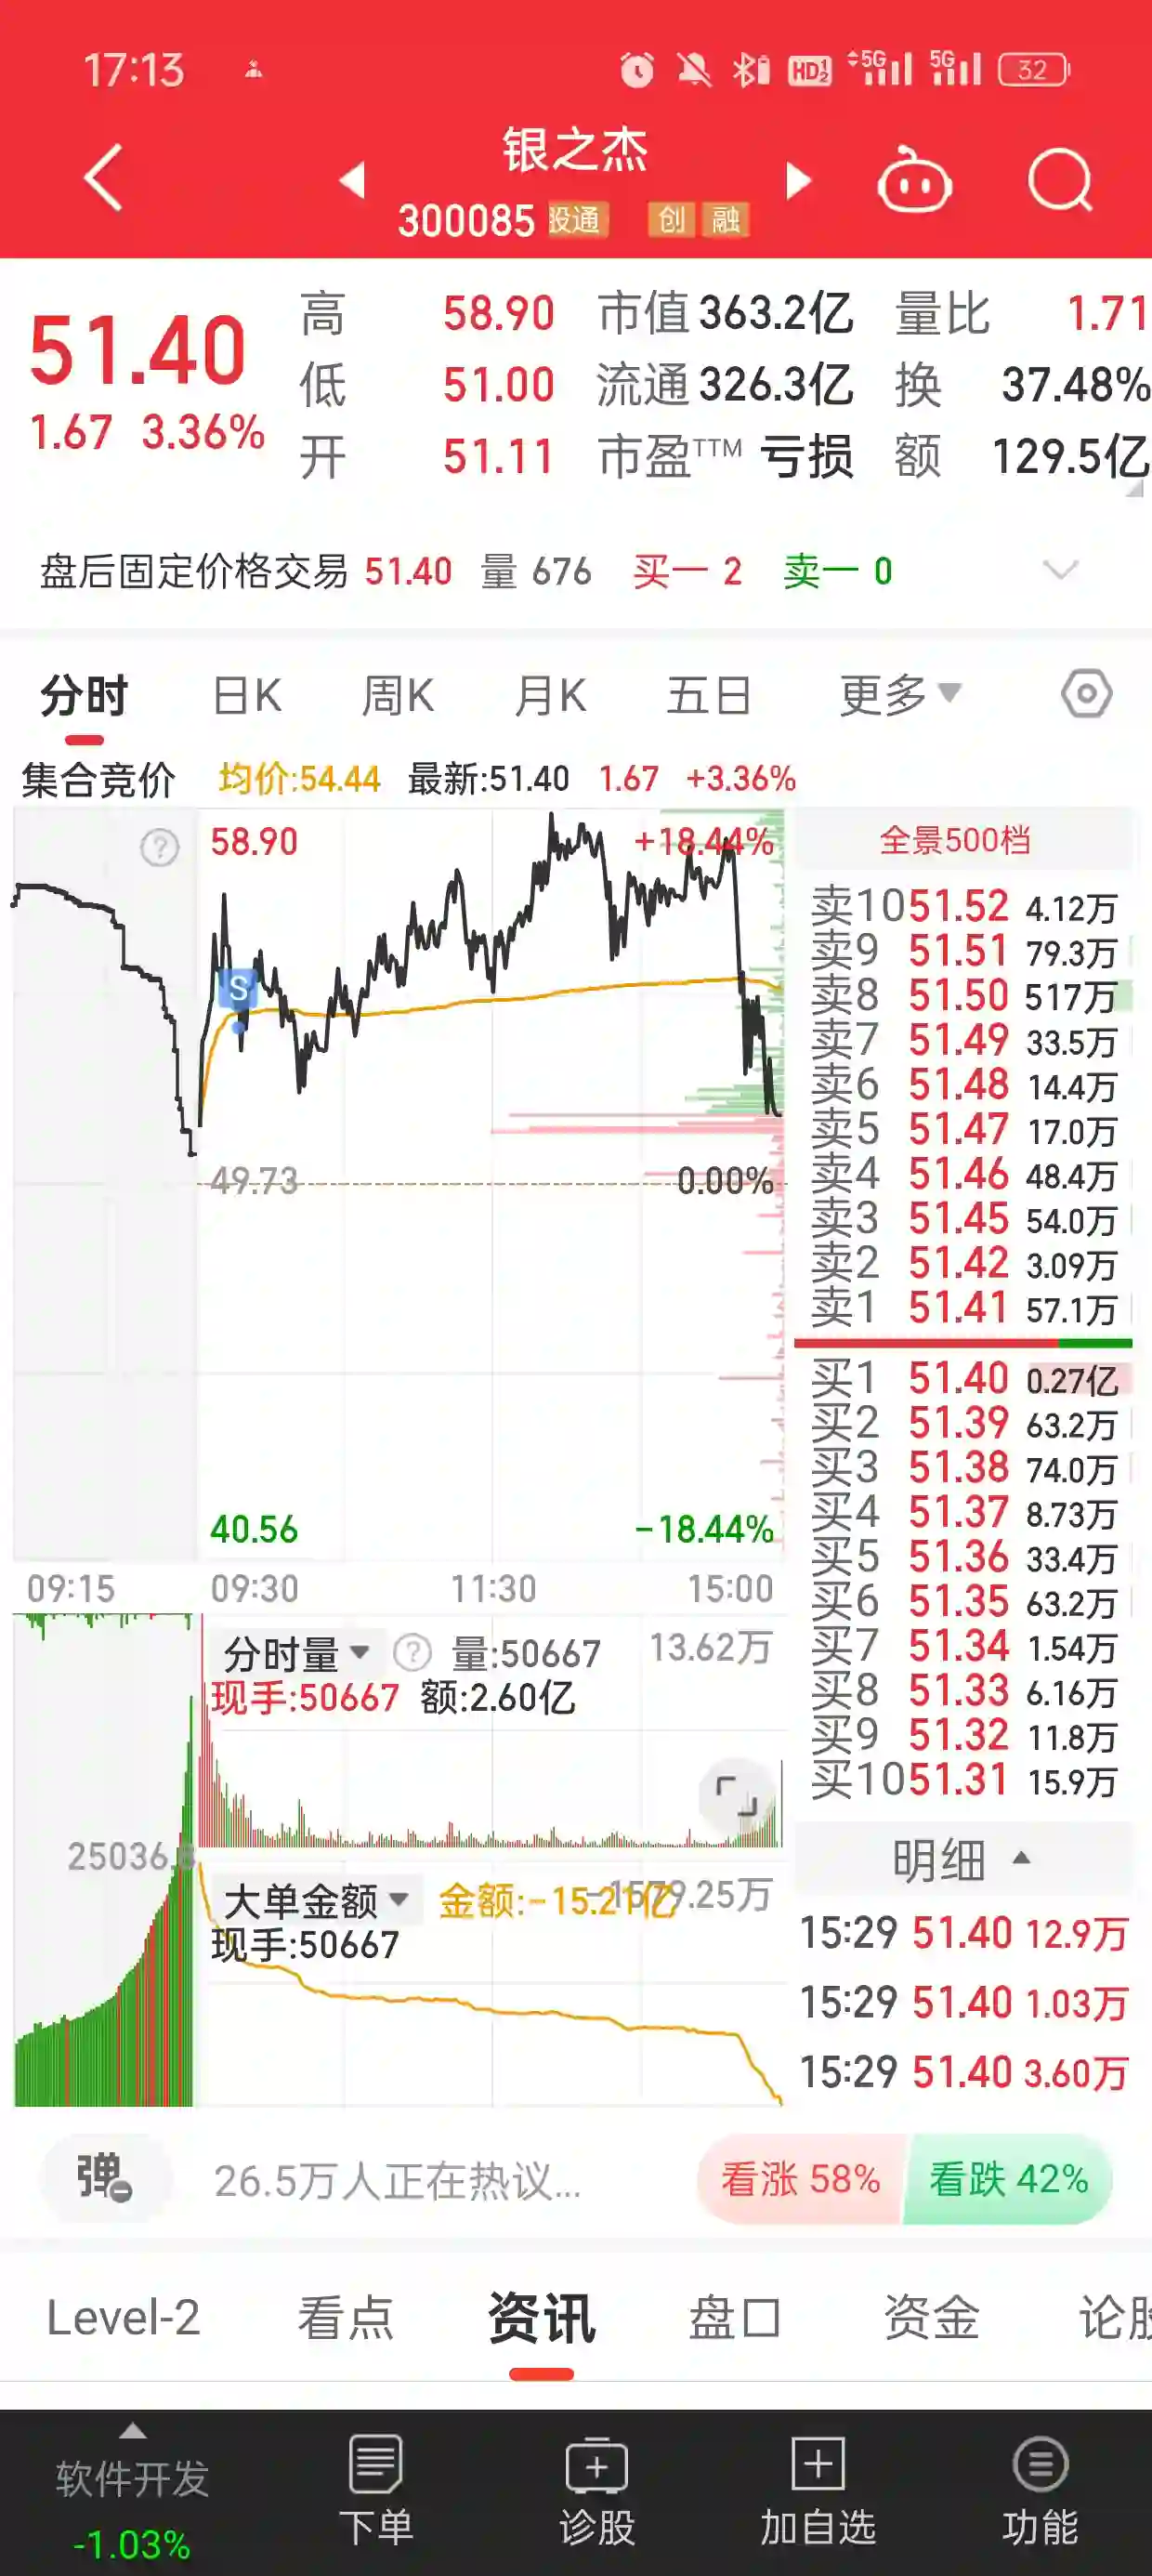 17:13 HD 5G 5G 32
银之杰
300085 股通 创 融
51.40
1.67 3.36%
高 58.90 市值 363.2亿 量比 1.71
低 51.00 流通 326.3亿 换 37.48%
开 51.11 市盈TTM 亏损 额 129.5亿
盘后固定价格交易 51.40 量 676 买一 2 卖一 0
分时 日K 周K 月K 五日 更多
集合竞价 均价:54.44 最新:51.40 1.67 +3.36%
58.90 +18.44%
S
49.73 0.00%
40.56 -18.44%
09:15 09:30 11:30 15:00
分时量 ? 量:50667 13.62万
现手:50667 额:2.60亿
25036.8
大单金额 金额:-15.21亿
现手:50667
全景500档
卖10 51.52 4.12万
卖9 51.51 79.3万
卖8 51.50 517万
卖7 51.49 33.5万
卖6 51.48 14.4万
卖5 51.47 17.0万
卖4 51.46 48.4万
卖3 51.45 54.0万
卖2 51.42 3.09万
卖1 51.41 57.1万
买1 51.40 0.27亿
买2 51.39 63.2万
买3 51.38 74.0万
买4 51.37 8.73万
买5 51.36 33.4万
买6 51.35 63.2万
买7 51.34 1.54万
买8 51.33 6.16万
买9 51.32 11.8万
买10 51.31 15.9万
明细
15:29 51.40 12.9万
15:29 51.40 1.03万
15:29 51.40 3.60万
弹 26.5万人正在热议... 看涨 58% 看跌 42%
Level-2 看点 资讯 盘口 资金 论股
软件开发 下单 诊股 加自选 功能
-1.03%